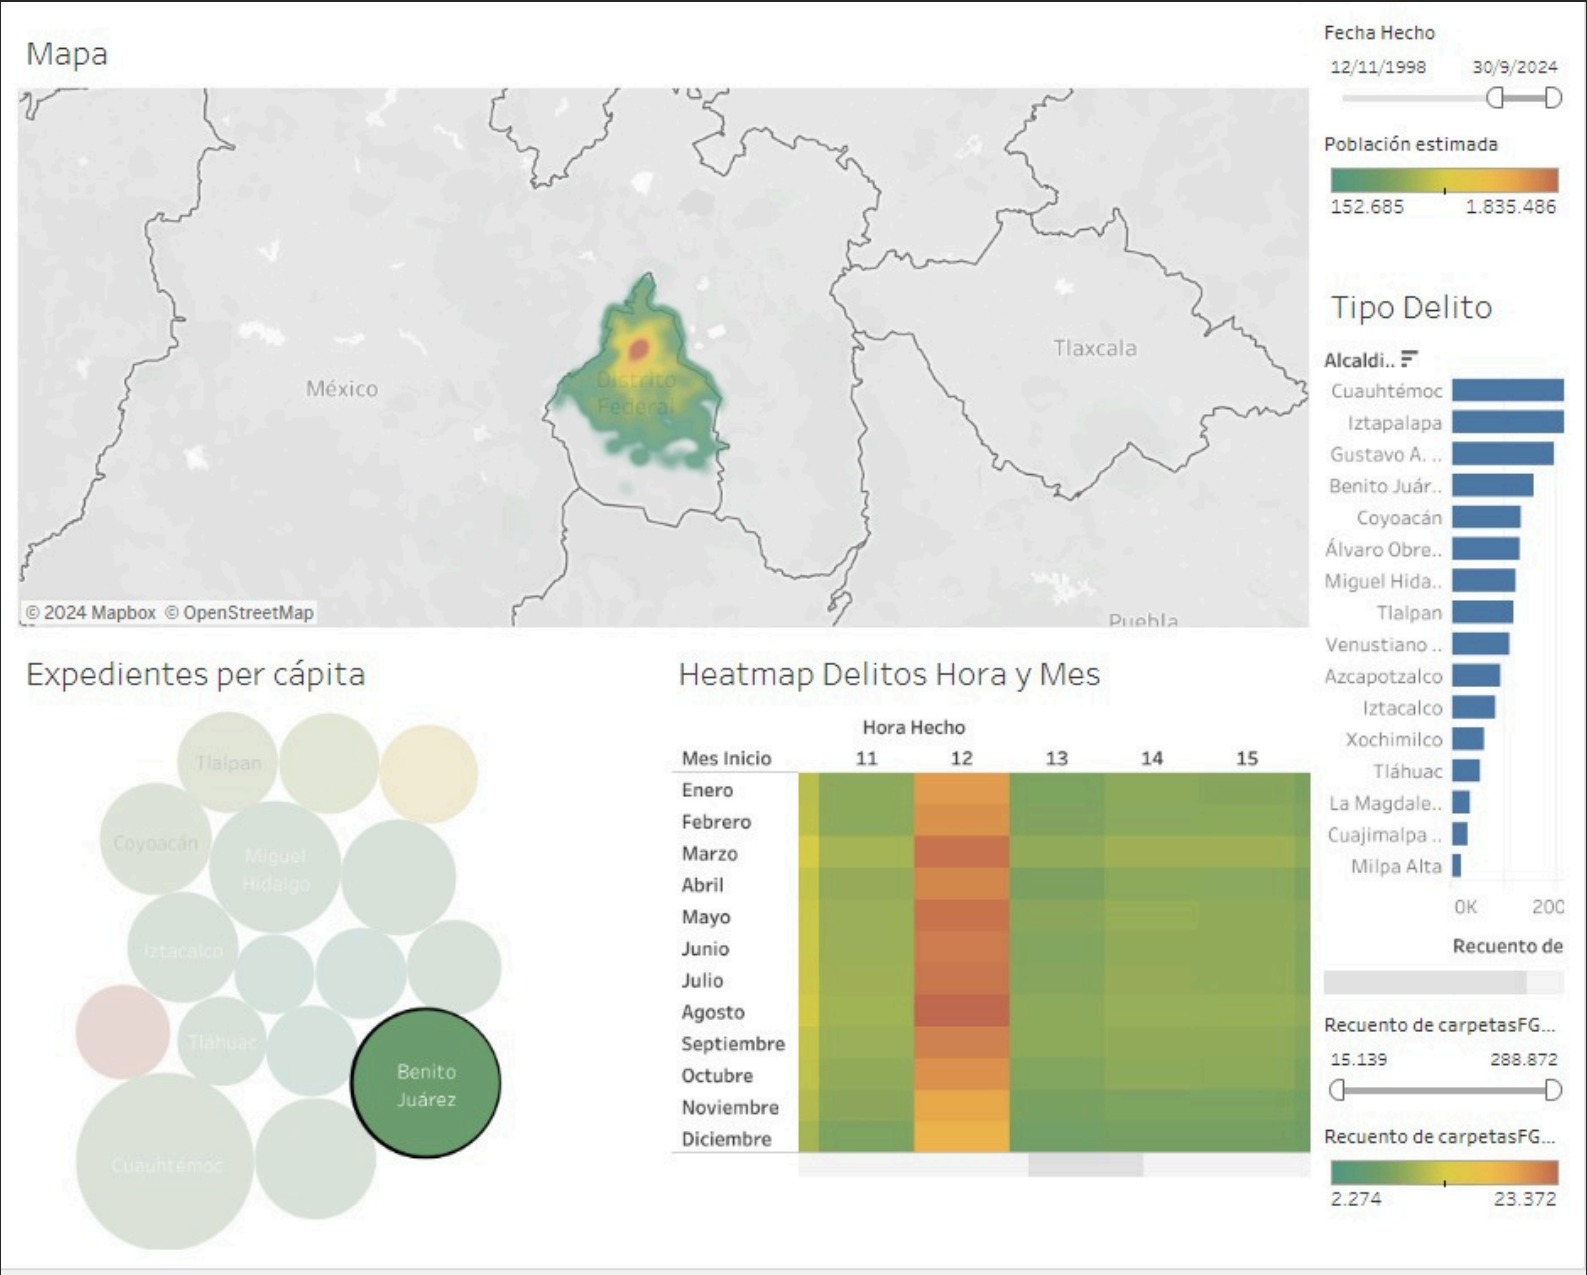 Mapa
México
Distrito
Federal
Tlaxcala
Puebla
© 2024 Mapbox © OpenStreetMap
Fecha Hecho
12/11/1998 30/9/2024
Población estimada
152.685 1.835.486
Tipo Delito
Alcaldi..
Cuauhtémoc
Iztapalapa
Gustavo A. ..
Benito Juár..
Coyoacán
Álvaro Obre..
Miguel Hida..
Tlalpan
Venustiano ..
Azcapotzalco
Iztacalco
Xochimilco
Tláhuac
La Magdale..
Cuajimalpa ..
Milpa Alta
0K 200
Recuento de
Recuento de carpetasFG...
15.139 288.872
Recuento de carpetasFG...
2.274 23.372
Expedientes per cápita
Tlalpan
Coyoacán
Miguel
Hidalgo
Iztacalco
Tláhuac
Benito
Juárez
Cuauhtémoc
Heatmap Delitos Hora y Mes
Hora Hecho
Mes Inicio 11 12 13 14 15
Enero
Febrero
Marzo
Abril
Mayo
Junio
Julio
Agosto
Septiembre
Octubre
Noviembre
Diciembre